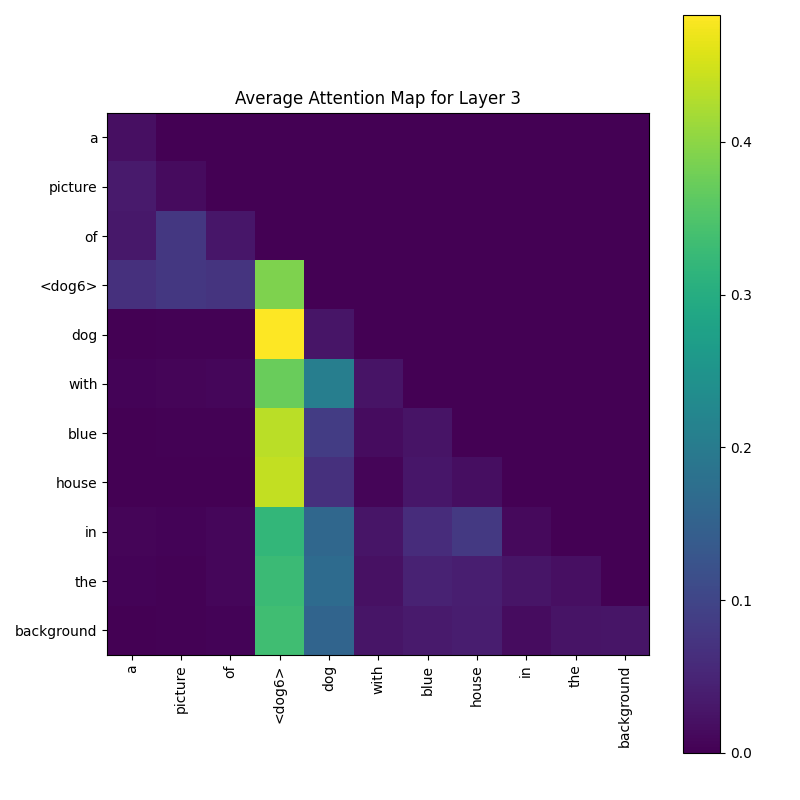 Average Attention Map for Layer 3
a
picture
of
<dog6>
dog
with
blue
house
in
the
background
a
picture
of
<dog6>
dog
with
blue
house
in
the
background
0.4
0.3
0.2
0.1
0.0